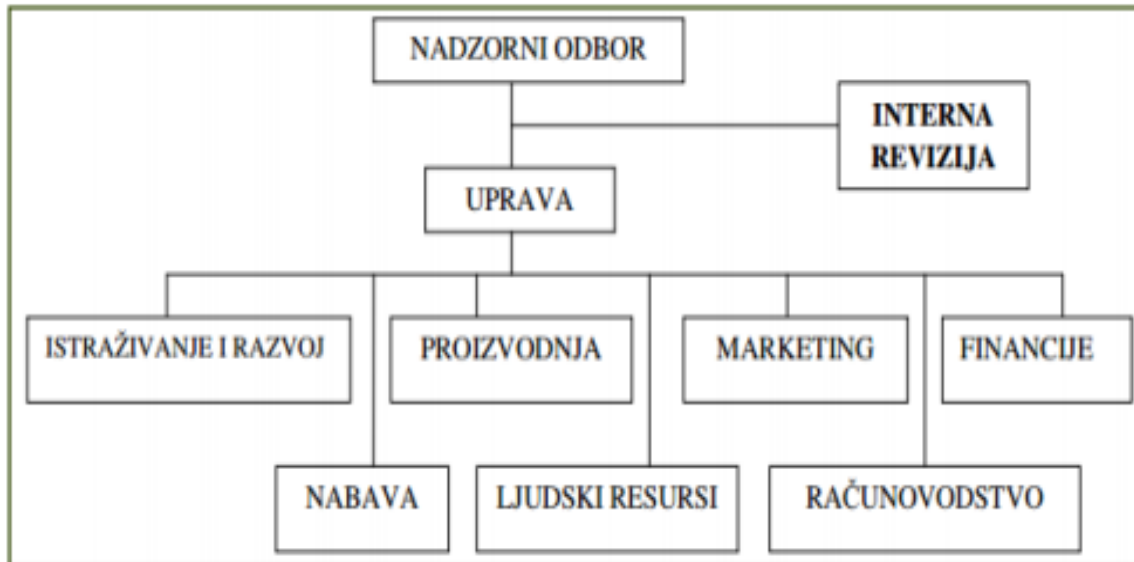 NADZORNI ODBOR
INTERNA
REVIZIJA
UPRAVA
ISTRAŽIVANJE I RAZVOJ
PROIZVODNJA
MARKETING
FINANCIJE
NABAVA
LJUDSKI RESURSI
RAČUNOVODSTVO